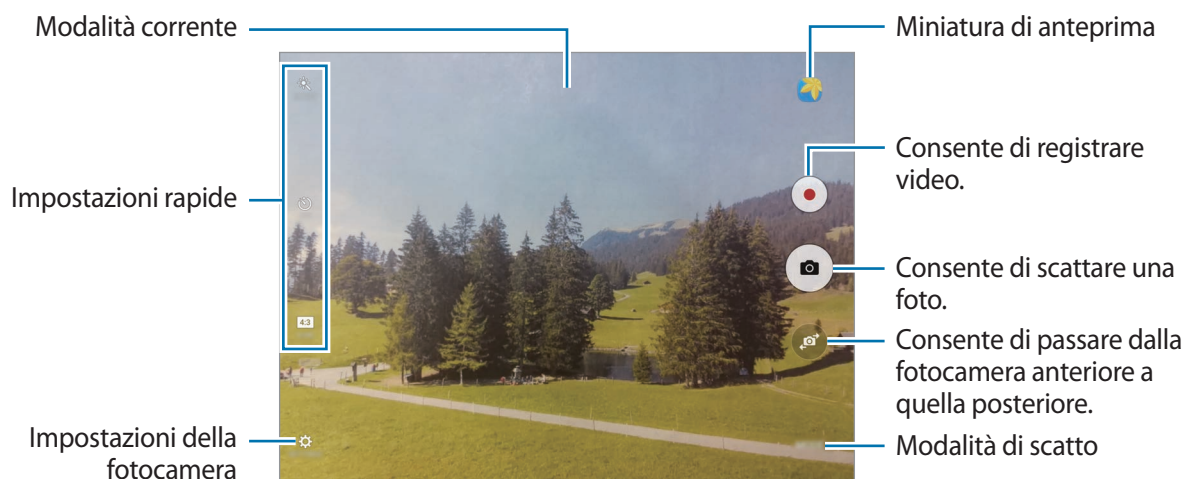 Modalità corrente
Impostazioni rapide
Impostazioni della
fotocamera
4:3
Miniatura di anteprima
Consente di registrare
video.
Consente di scattare una
foto.
Consente di passare dalla
fotocamera anteriore a
quella posteriore.
Modalità di scatto